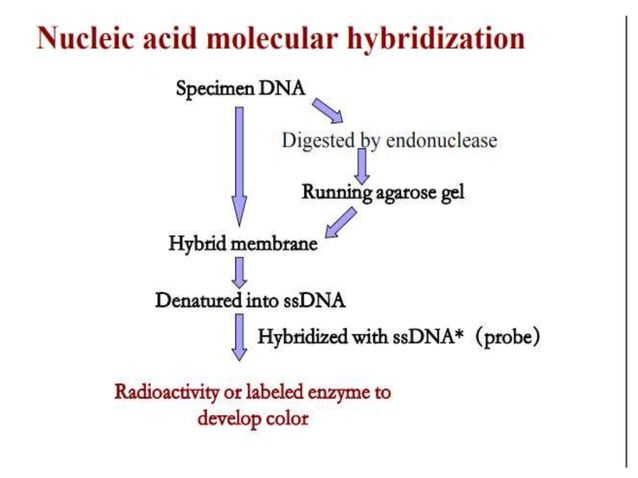 Nucleic acid molecular hybridization
Specimen DNA
Digested by endonuclease
Running agarose gel
Hybrid membrane
Denatured into ssDNA
Hybridized with ssDNA*（probe）
Radioactivity or labeled enzyme to
develop color